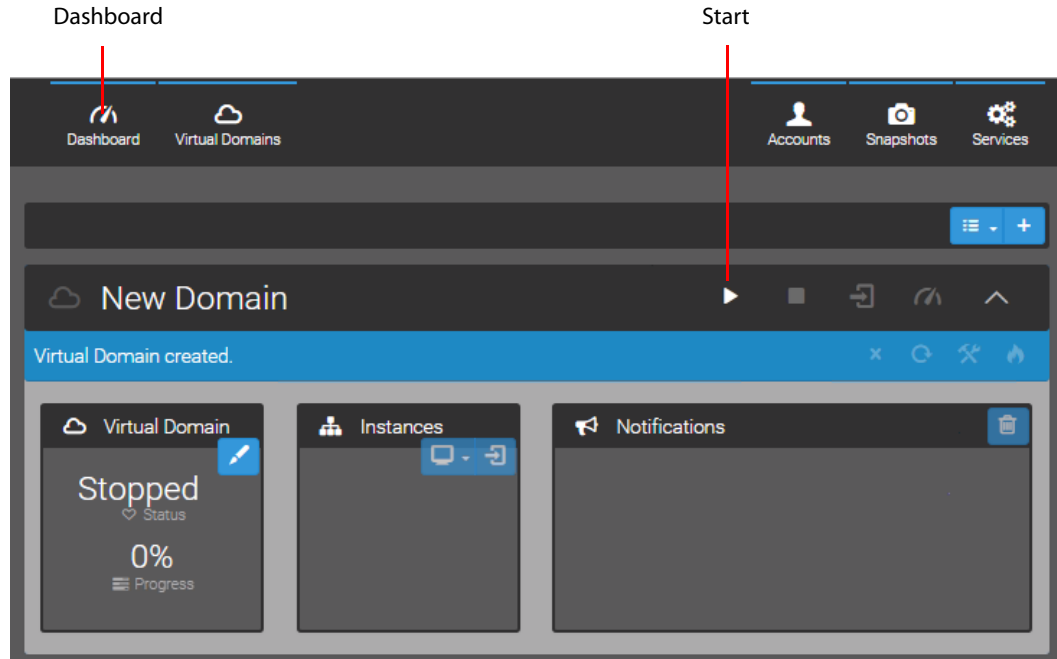 Dashboard Start
Dashboard Virtual Domains Accounts Snapshots Services
New Domain
Virtual Domain created.
Virtual Domain Instances Notifications
Stopped
Status
0%
Progress